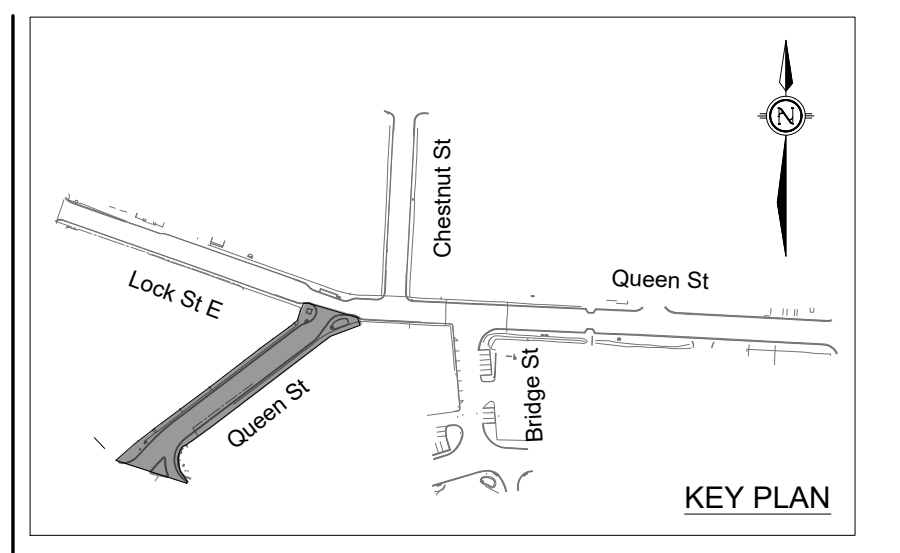 N
Chestnut St
Queen St
Lock St E
Bridge St
Queen St
KEY PLAN